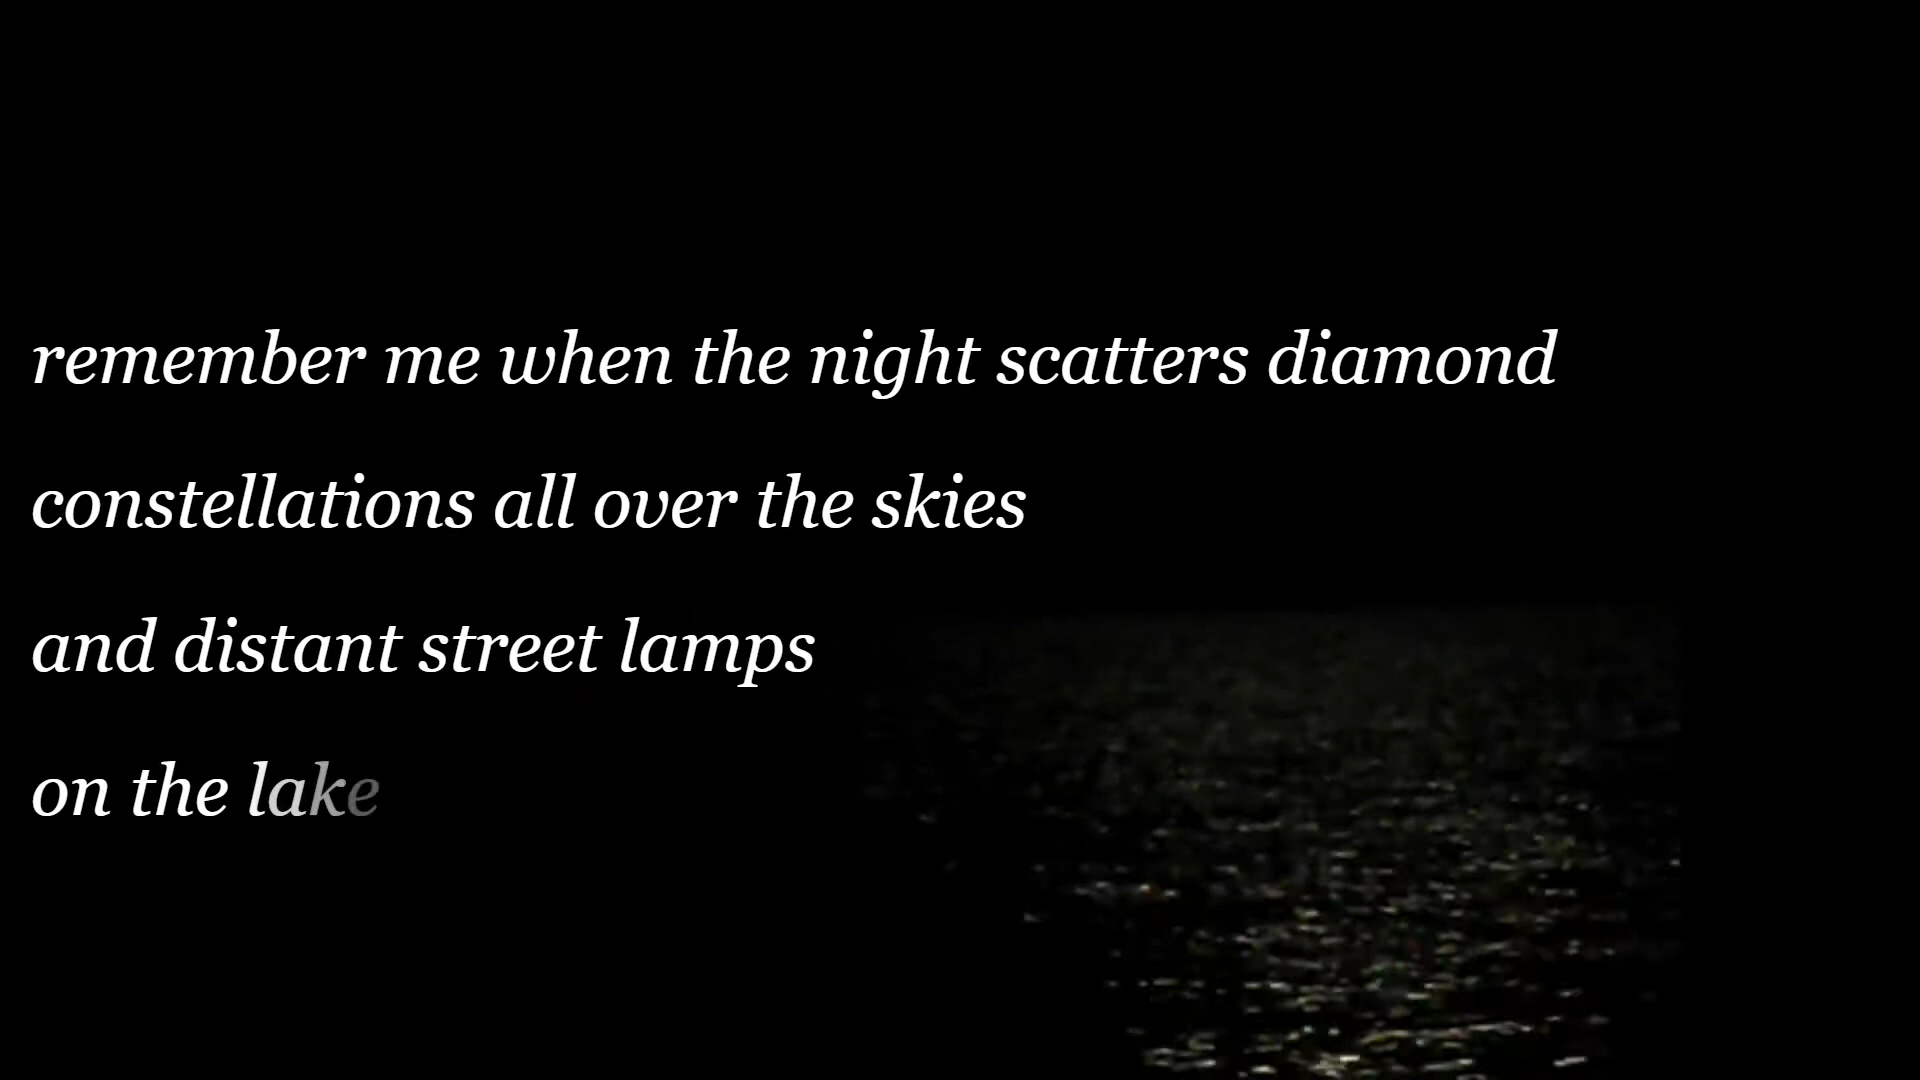 remember me when the night scatters diamond
constellations all over the skies
and distant street lamps
on the lake